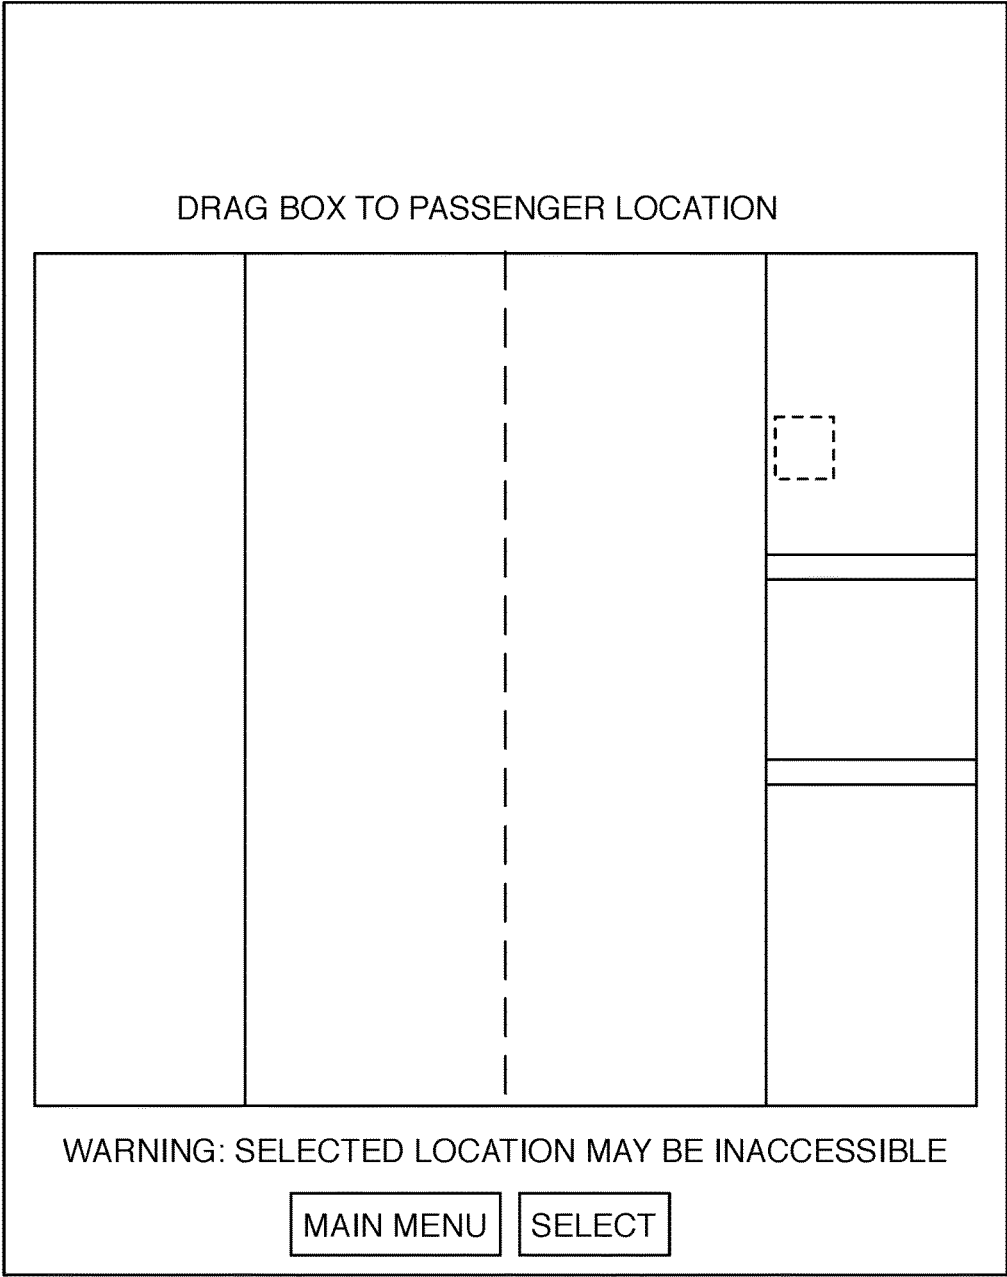 DRAG BOX TO PASSENGER LOCATION
WARNING: SELECTED LOCATION MAY BE INACCESSIBLE
MAIN MENU SELECT